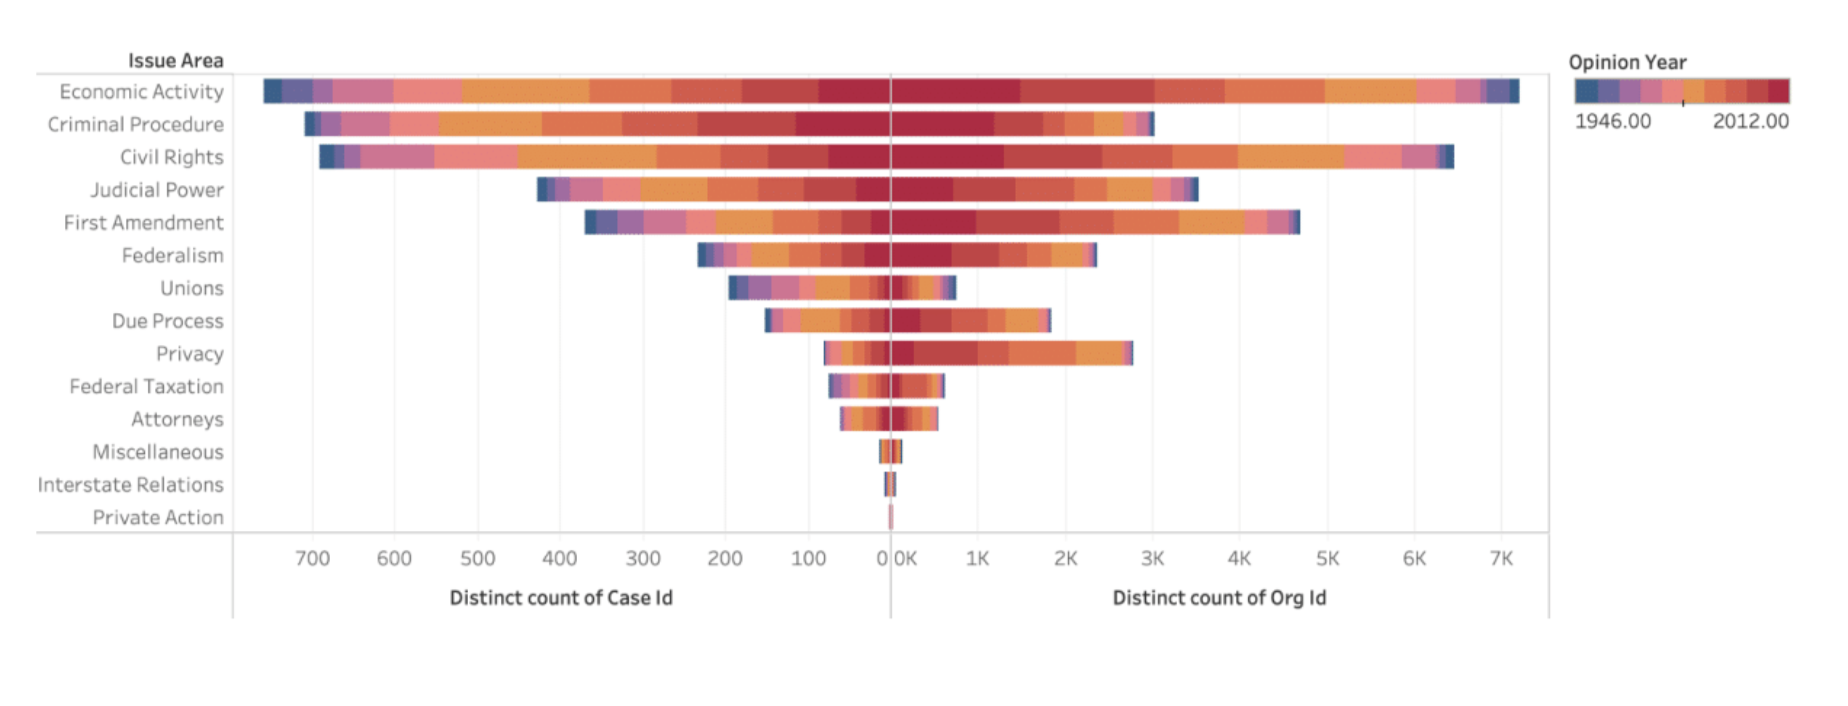 Issue Area
Economic Activity
Criminal Procedure
Civil Rights
Judicial Power
First Amendment
Federalism
Unions
Due Process
Privacy
Federal Taxation
Attorneys
Miscellaneous
Interstate Relations
Private Action
700 600 500 400 300 200 100 0 0K 1K 2K 3K 4K 5K 6K 7K
Distinct count of Case Id Distinct count of Org Id
Opinion Year
1946.00 2012.00